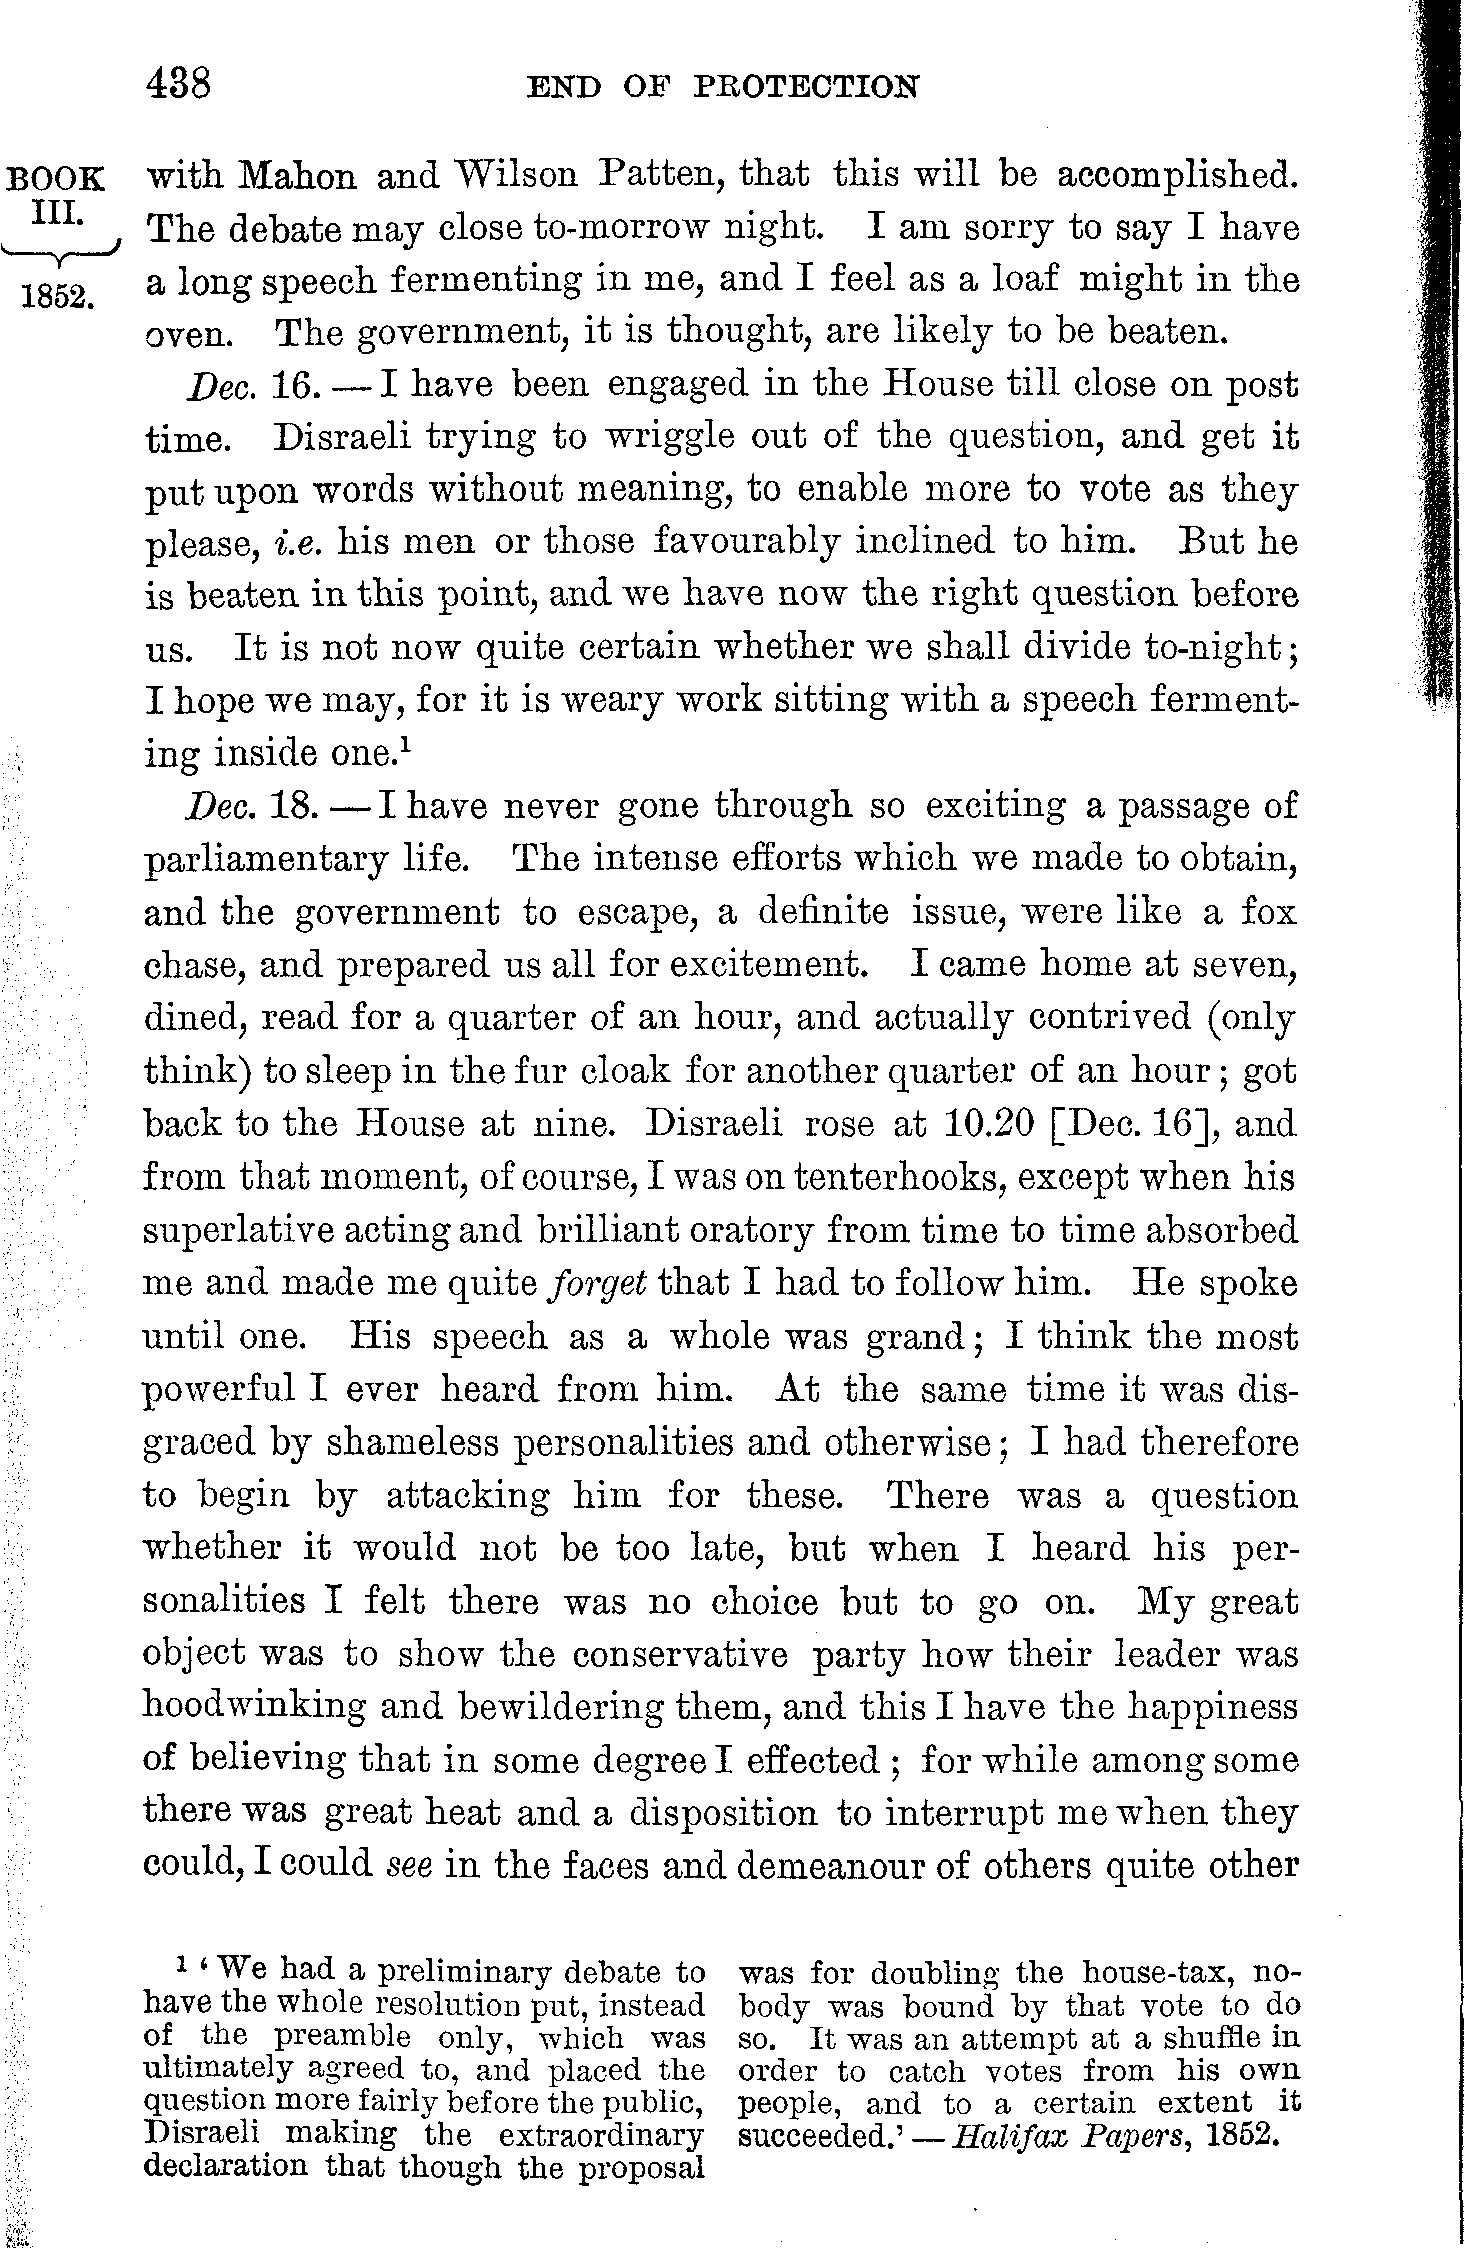 438 END OF PROTECTION
BOOK
III.
1852.
with Mahon and Wilson Patten, that this will be accomplished.
The debate may close to-morrow night. I am sorry to say I have
a long speech fermenting in me, and I feel as a loaf might in the
oven. The government, it is thought, are likely to be beaten.
Dec. 16. — I have been engaged in the House till close on post
time. Disraeli trying to wriggle out of the question, and get it
put upon words without meaning, to enable more to vote as they
please, i.e. his men or those favourably inclined to him. But he
is beaten in this point, and we have now the right question before
us. It is not now quite certain whether we shall divide to-night;
I hope we may, for it is weary work sitting with a speech ferment-
ing inside one.¹
Dec. 18. — I have never gone through so exciting a passage of
parliamentary life. The intense efforts which we made to obtain,
and the government to escape, a definite issue, were like a fox
chase, and prepared us all for excitement. I came home at seven,
dined, read for a quarter of an hour, and actually contrived (only
think) to sleep in the fur cloak for another quarter of an hour; got
back to the House at nine. Disraeli rose at 10.20 [Dec. 16], and
from that moment, of course, I was on tenterhooks, except when his
superlative acting and brilliant oratory from time to time absorbed
me and made me quite forget that I had to follow him. He spoke
until one. His speech as a whole was grand; I think the most
powerful I ever heard from him. At the same time it was dis-
graced by shameless personalities and otherwise; I had therefore
to begin by attacking him for these. There was a question
whether it would not be too late, but when I heard his per-
sonalities I felt there was no choice but to go on. My great
object was to show the conservative party how their leader was
hoodwinking and bewildering them, and this I have the happiness
of believing that in some degree I effected; for while among some
there was great heat and a disposition to interrupt me when they
could, I could see in the faces and demeanour of others quite other
¹ ‘We had a preliminary debate to
have the whole resolution put, instead
of the preamble only, which was
ultimately agreed to, and placed the
question more fairly before the public,
Disraeli making the extraordinary
declaration that though the proposal
was for doubling the house-tax, no-
body was bound by that vote to do
so. It was an attempt at a shuffle in
order to catch votes from his own
people, and to a certain extent it
succeeded.’ — Halifax Papers, 1852.